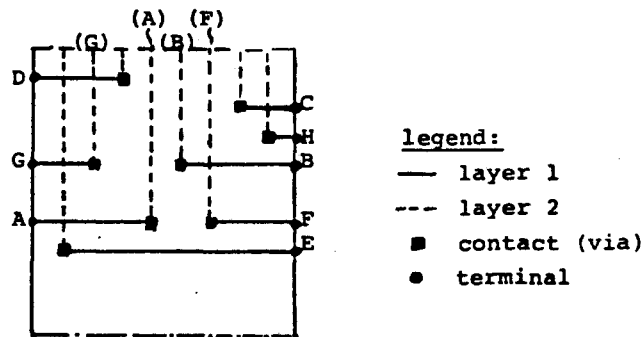 (A) (F)
(G) (B)
D
C
H
G B
A F
E
legend:
layer 1
layer 2
contact (via)
terminal